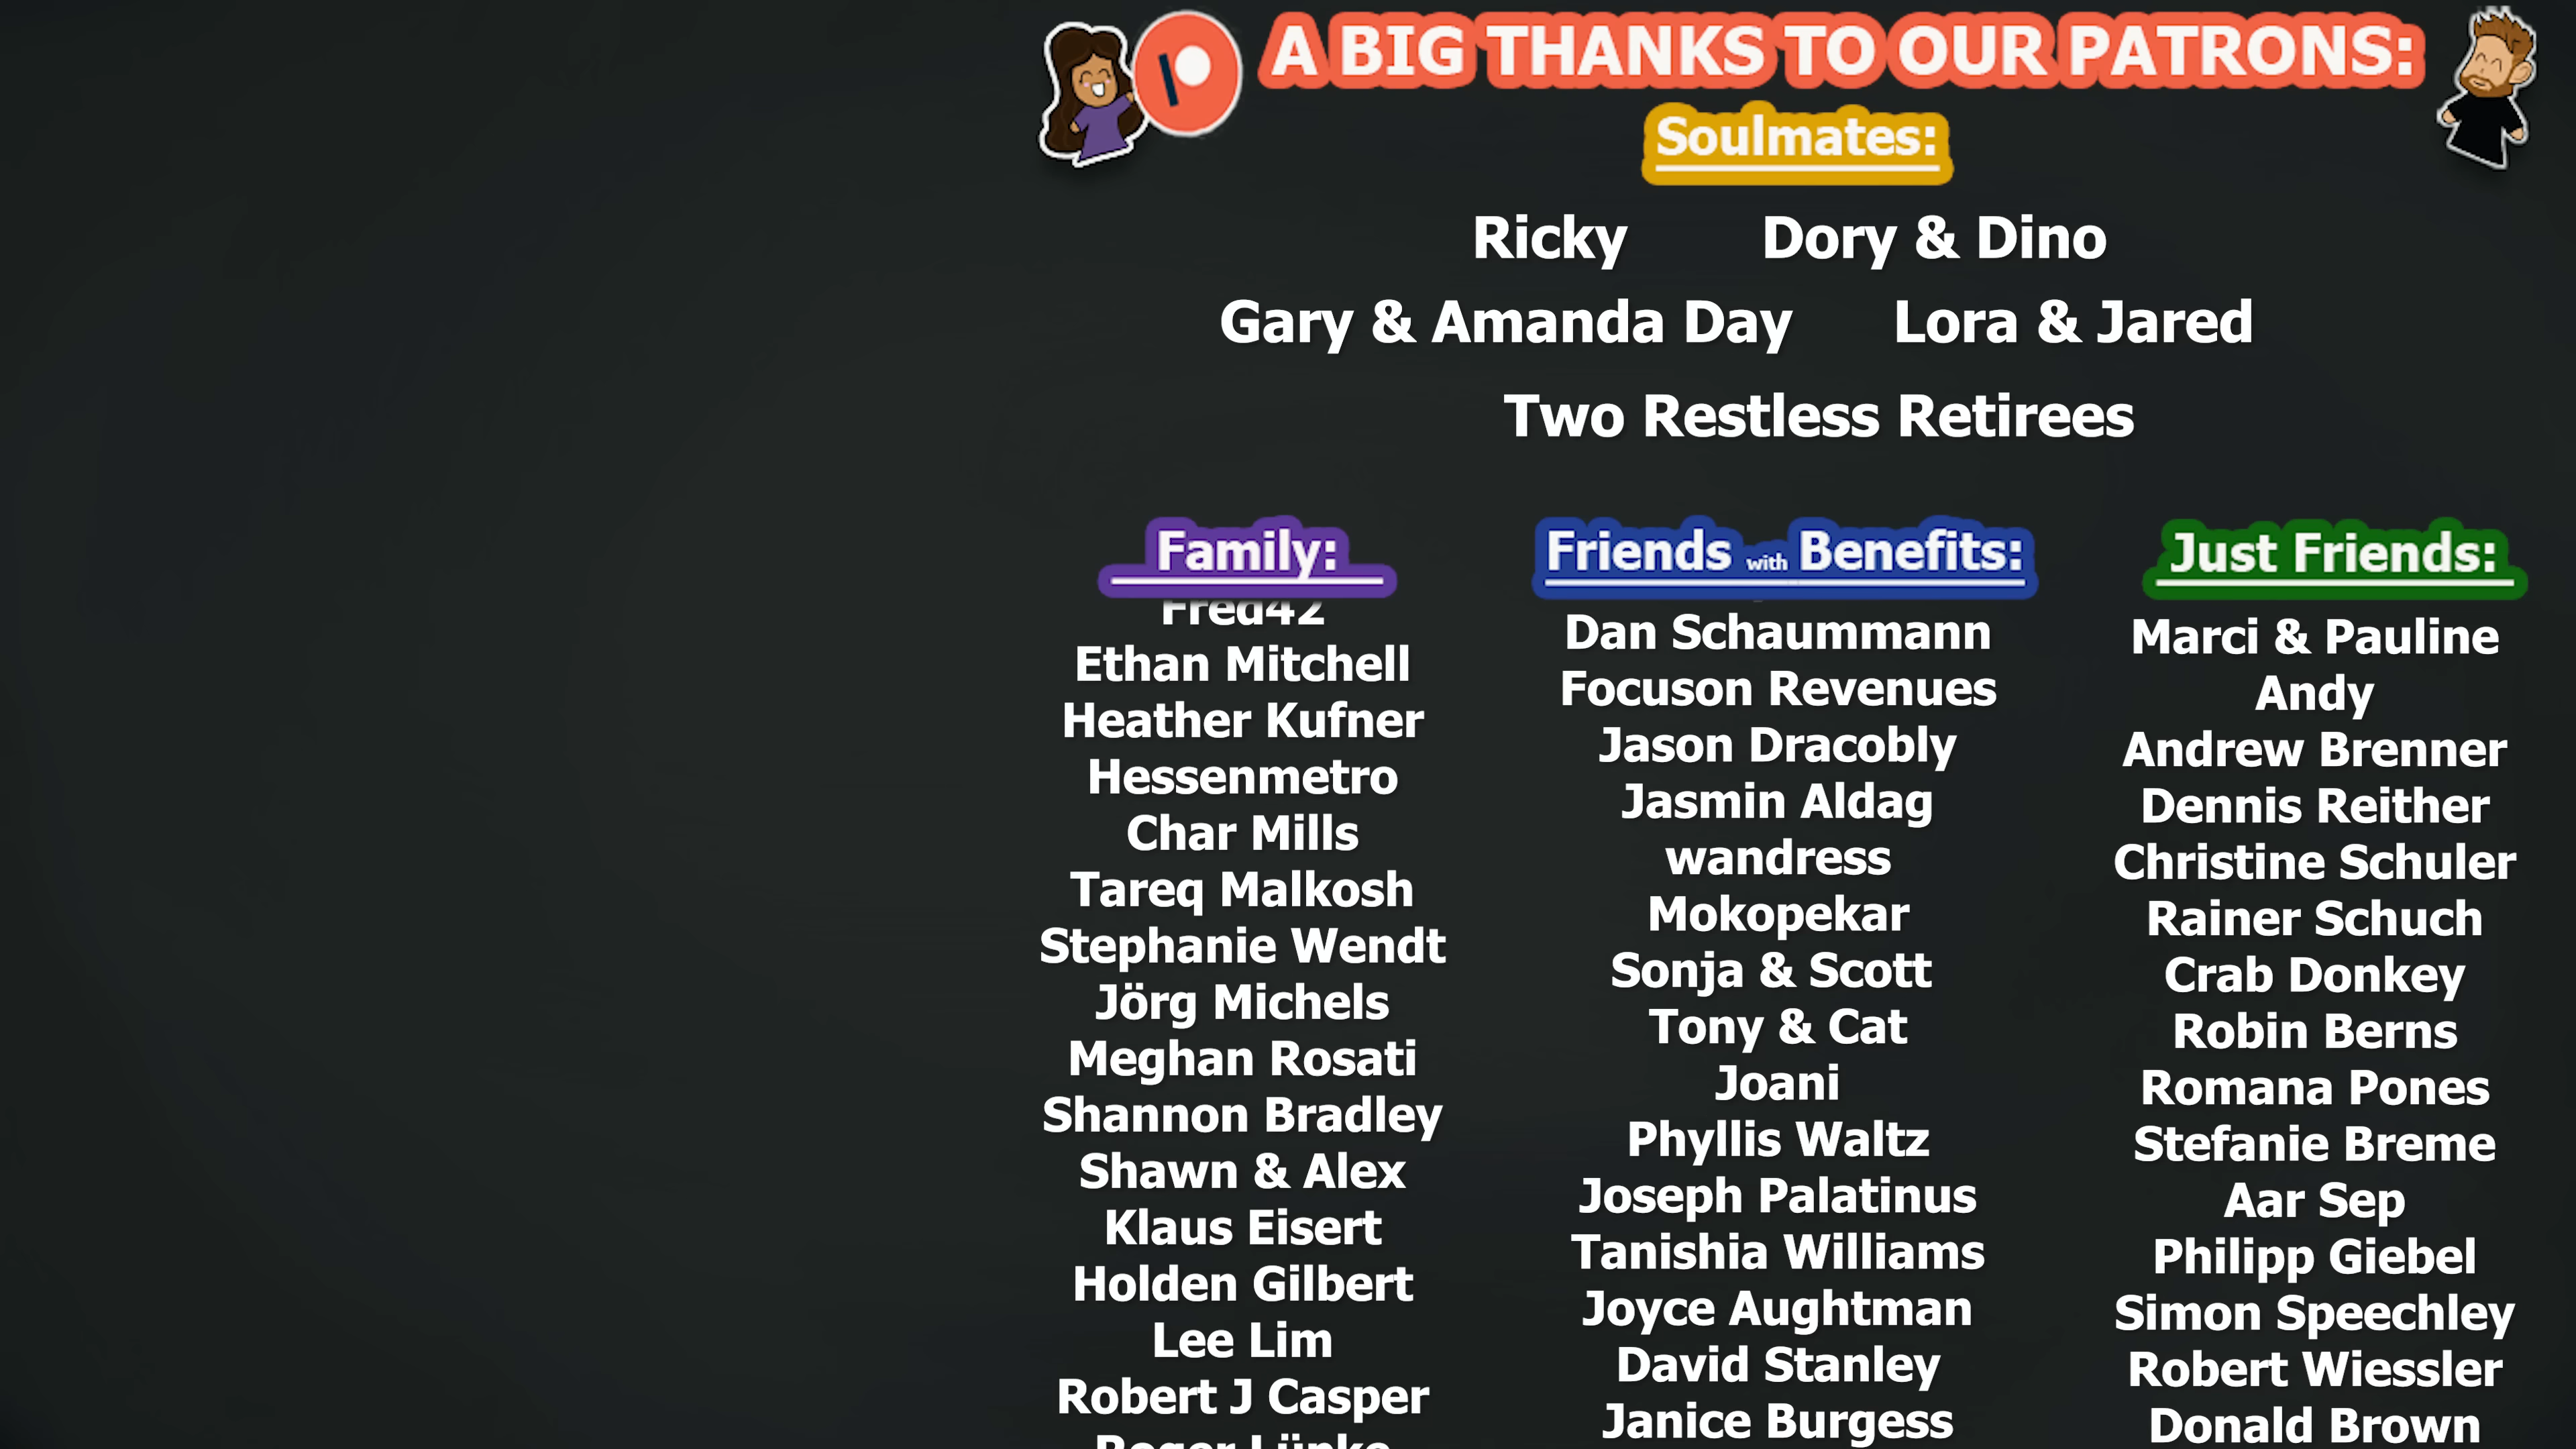 A BIG THANKS TO OUR PATRONS:
Soulmates:
Ricky Dory & Dino
Gary & Amanda Day Lora & Jared
Two Restless Retirees
Family:
Fred42
Ethan Mitchell
Heather Kufner
Hessenmetro
Char Mills
Tareq Malkosh
Stephanie Wendt
Jörg Michels
Meghan Rosati
Shannon Bradley
Shawn & Alex
Klaus Eisert
Holden Gilbert
Lee Lim
Robert J Casper
Friends with Benefits:
Dan Schaummann
Focuson Revenues
Jason Dracobly
Jasmin Aldag
wandress
Mokopekar
Sonja & Scott
Tony & Cat
Joani
Phyllis Waltz
Joseph Palatinus
Tanishia Williams
Joyce Aughtman
David Stanley
Janice Burgess
Just Friends:
Marci & Pauline
Andy
Andrew Brenner
Dennis Reither
Christine Schuler
Rainer Schuch
Crab Donkey
Robin Berns
Romana Pones
Stefanie Breme
Aar Sep
Philipp Giebel
Simon Speechley
Robert Wiessler
Donald Brown